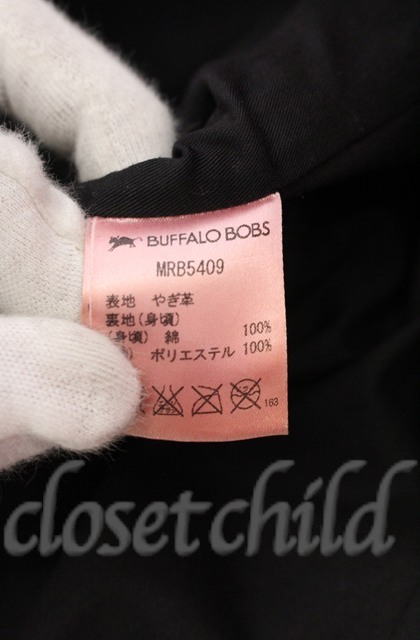 BUFFALO BOBS
MRB5409
表地 やぎ革
裏地(身頃)
(身頃) 綿 100%
) ポリエステル 100%
163
closet child